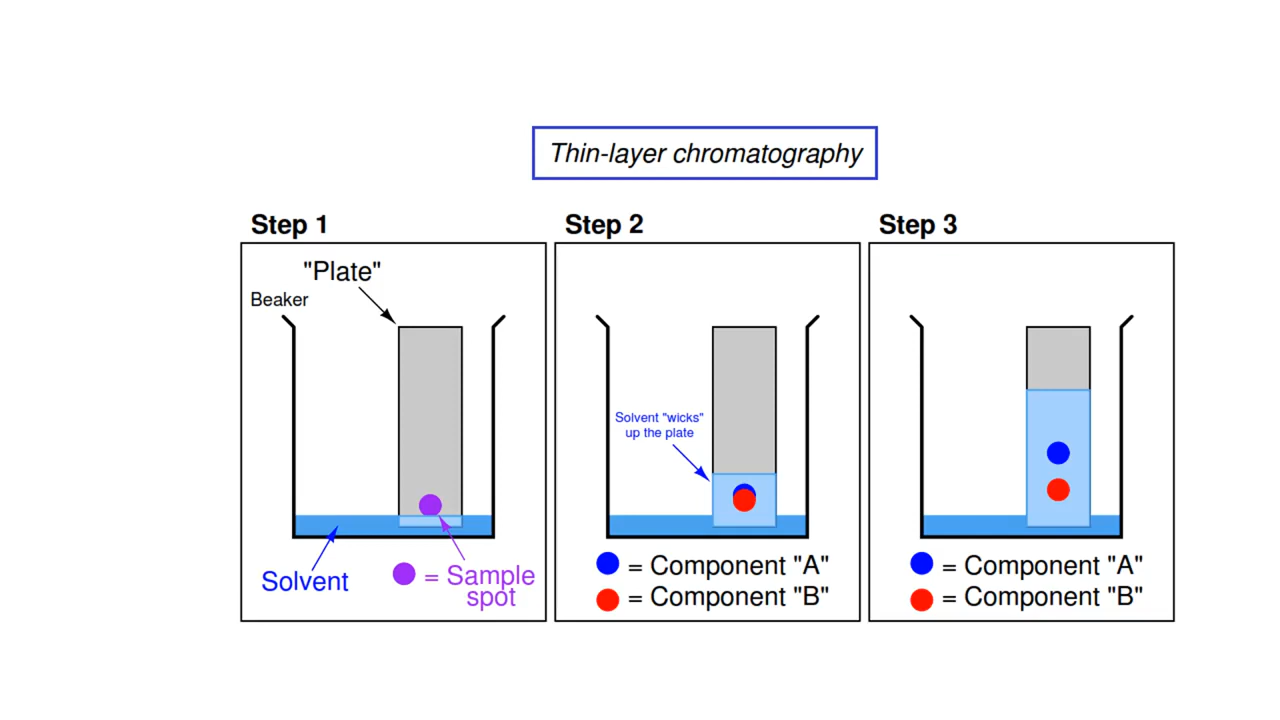 Thin-layer chromatography
Step 1
"Plate"
Beaker
Solvent
= Sample
spot
Step 2
Solvent "wicks"
up the plate
= Component "A"
= Component "B"
Step 3
= Component "A"
= Component "B"